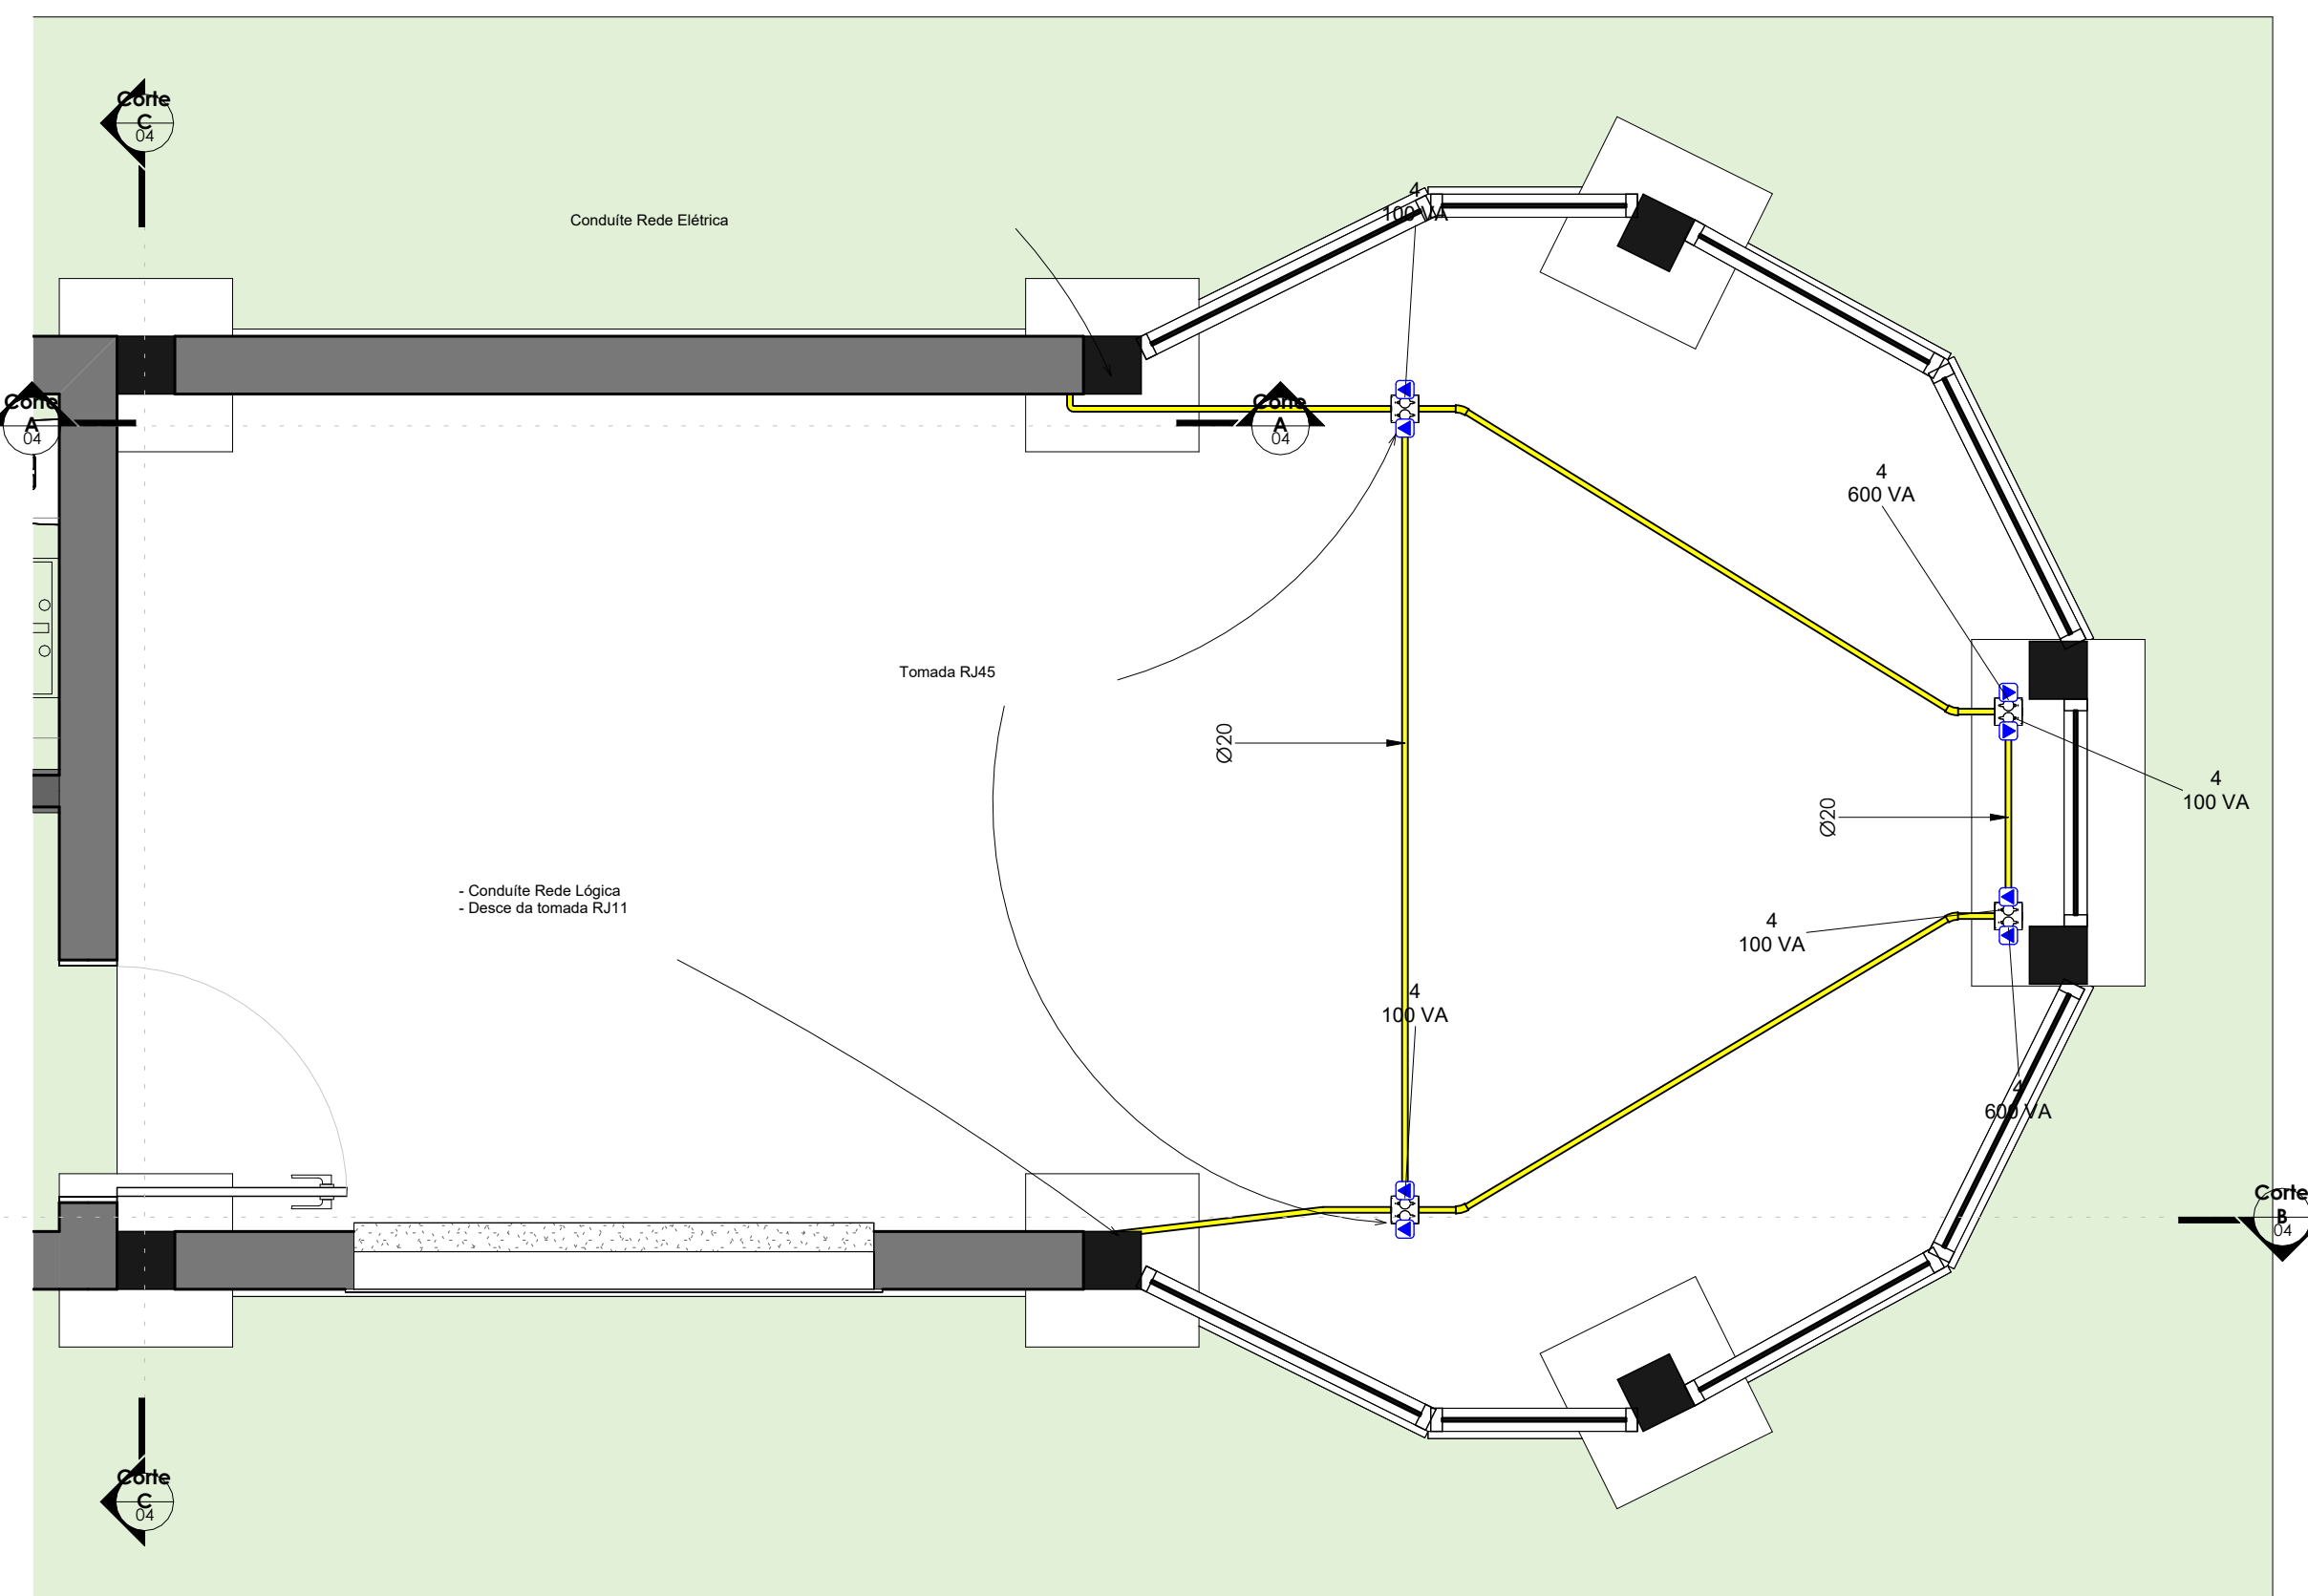 Corte
C
04
4
100 VA
Conduíte Rede Elétrica
Corte
A
04
Corte
A
04
4
600 VA
Tomada RJ45
Ø20
4
100 VA
Ø20
- Conduíte Rede Lógica
- Desce da tomada RJ11
4
100 VA
4
100 VA
4
600 VA
Corte
B
04
Corte
C
04